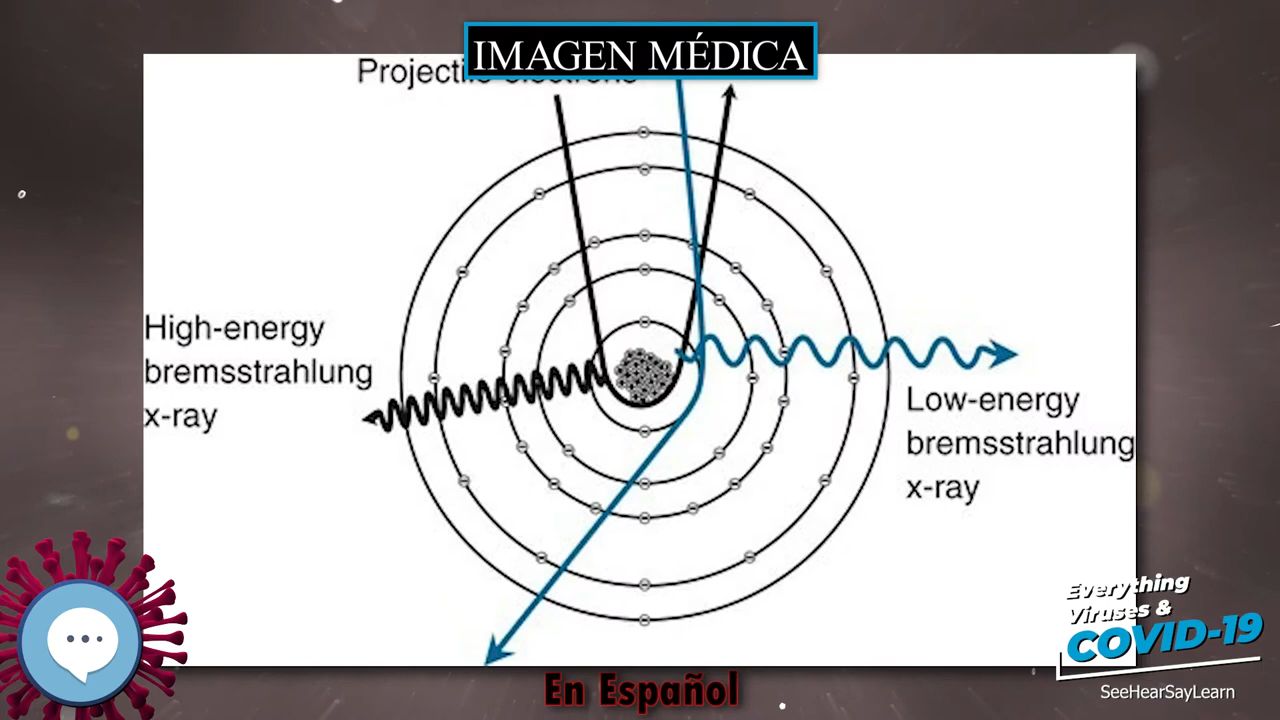 IMAGEN MÉDICA
High-energy
bremsstrahlung
x-ray
Low-energy
bremsstrahlung
x-ray
Everything
Viruses &
COVID-19
SeeHearSayLearn
En Español